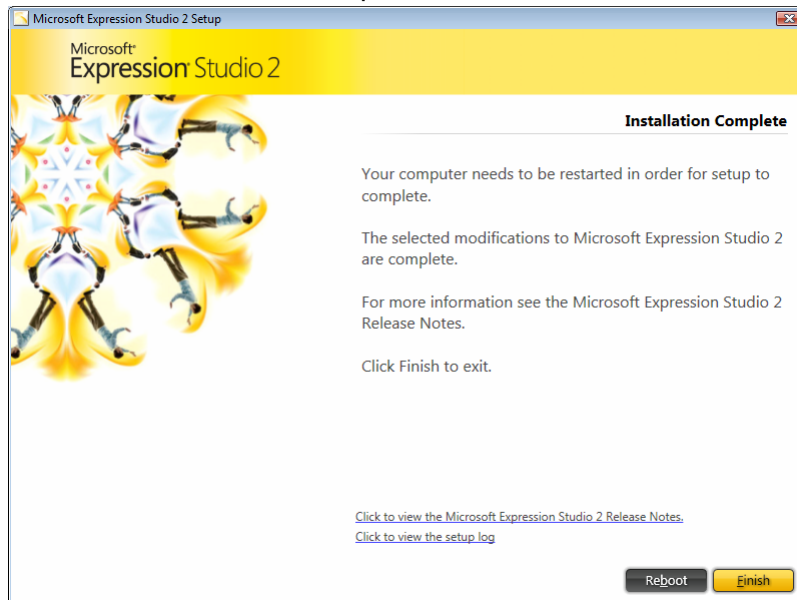 Microsoft Expression Studio 2 Setup
Microsoft®
Expression® Studio 2
Installation Complete
Your computer needs to be restarted in order for setup to
complete.
The selected modifications to Microsoft Expression Studio 2
are complete.
For more information see the Microsoft Expression Studio 2
Release Notes.
Click Finish to exit.
Click to view the Microsoft Expression Studio 2 Release Notes.
Click to view the setup log
Reboot
Finish